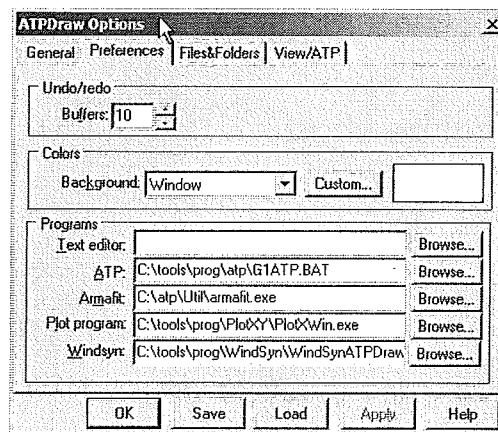 ATPDraw Options
General Preferences Files&Folders View/ATP
Undo/redo
Buffers: 10
Colors
Background: Window Custom...
Programs
Text editor: Browse...
ATP: C:\tools\prog\atp\G1ATP.BAT Browse...
Armafit: C:\atp\Util\armafit.exe Browse...
Plot program: C:\tools\prog\PlotXY\PlotXWin.exe Browse...
Windsyn: C:\tools\prog\WindSyn\WindSynATPDraw Browse...
OK Save Load Apply Help